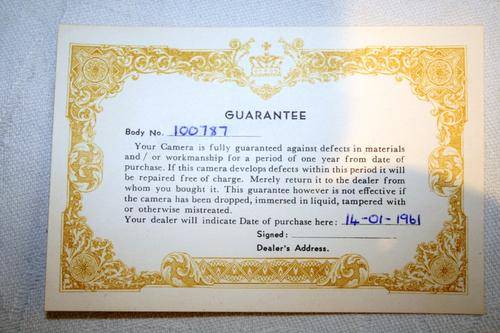 GUARANTEE
Body No. 100787
Your Camera is fully guaranteed against defects in materials
and / or workmanship for a period of one year from date of
purchase. If this camera develops defects within this period it will
be repaired free of charge. Merely return it to the dealer from
whom you bought it. This guarantee however is not effective if
the camera has been dropped, immersed in liquid, tampered with
or otherwise mistreated.
Your dealer will indicate Date of purchase here: 14-01-1961
Signed:
Dealer's Address.